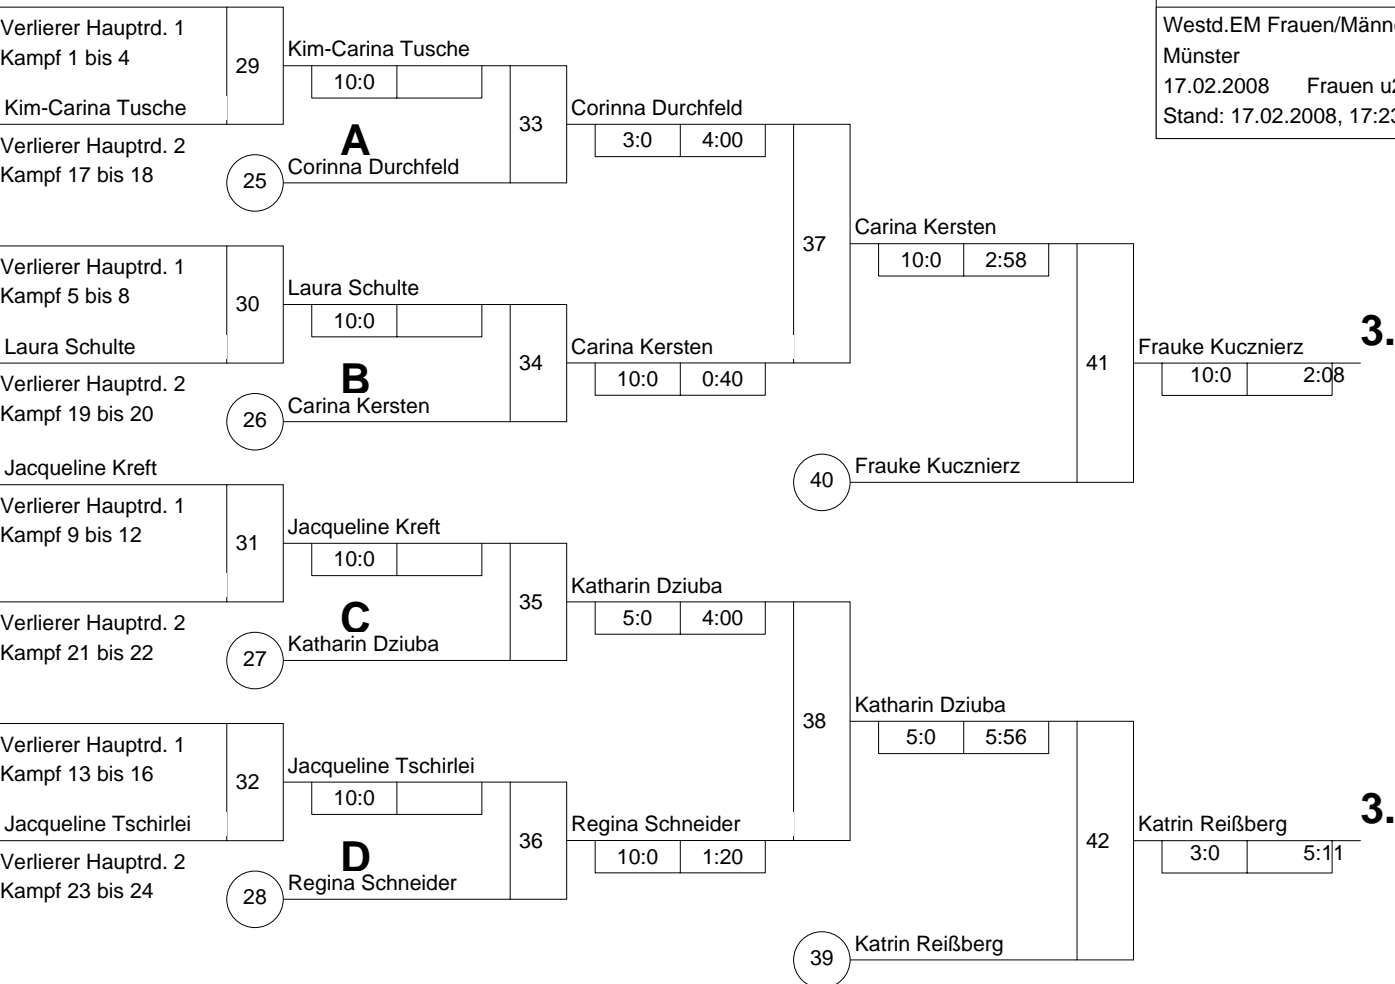 Westd.EM Frauen/Männe
Münster
17.02.2008 Frauen u2
Stand: 17.02.2008, 17:23
Verlierer Hauptrd. 1
Kampf 1 bis 4
29
Kim-Carina Tusche
10:0
Kim-Carina Tusche
A
33
Corinna Durchfeld
3:0 4:00
Verlierer Hauptrd. 2
Kampf 17 bis 18
25
Corinna Durchfeld
37
Carina Kersten
10:0 2:58
Verlierer Hauptrd. 1
Kampf 5 bis 8
30
Laura Schulte
10:0
Laura Schulte
B
34
Carina Kersten
10:0 0:40
Verlierer Hauptrd. 2
Kampf 19 bis 20
26
Carina Kersten
41
Frauke Kucznierz
3.
10:0 2:08
40
Frauke Kucznierz
Jacqueline Kreft
Verlierer Hauptrd. 1
Kampf 9 bis 12
31
Jacqueline Kreft
10:0
C
35
Katharin Dziuba
5:0 4:00
Verlierer Hauptrd. 2
Kampf 21 bis 22
27
Katharin Dziuba
38
Katharin Dziuba
5:0 5:56
Verlierer Hauptrd. 1
Kampf 13 bis 16
32
Jacqueline Tschirlei
10:0
Jacqueline Tschirlei
D
36
Regina Schneider
10:0 1:20
Verlierer Hauptrd. 2
Kampf 23 bis 24
28
Regina Schneider
42
Katrin Reißberg
3.
3:0 5:11
39
Katrin Reißberg